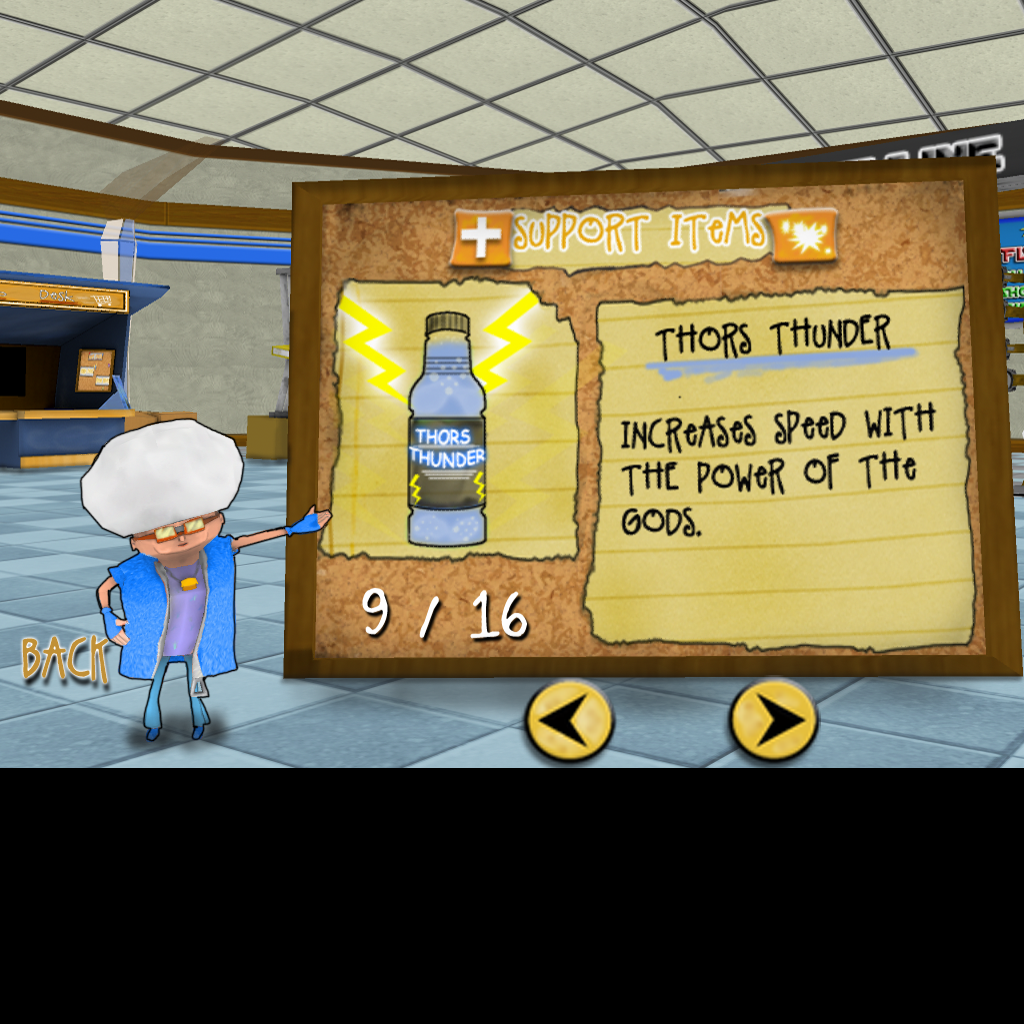 SUPPORT ITEMS
THORS THUNDER
THORS
THUNDER
INCREASES SPEED WITH
THE POWER OF THE
GODS.
9 / 16
BACK